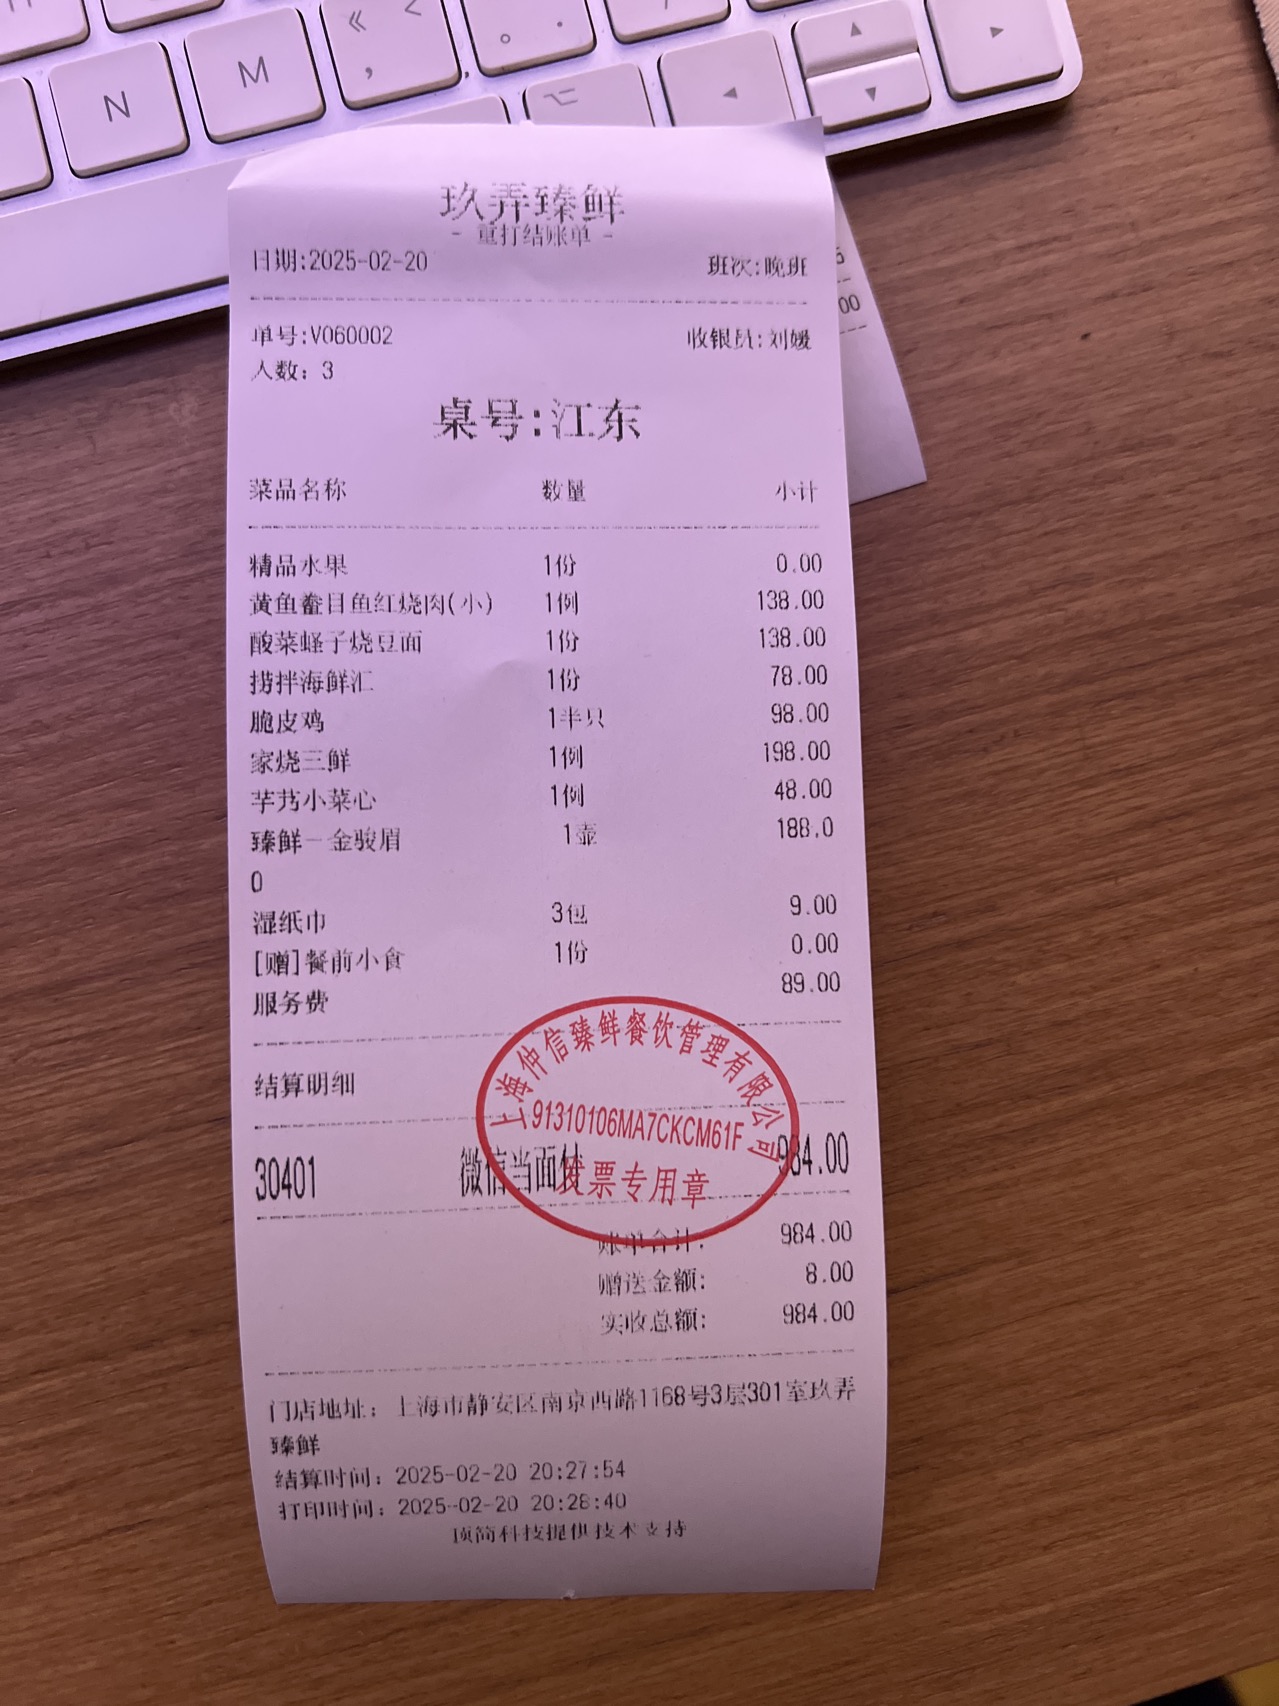 N
M
玖弄臻鲜
- 重打结账单 -
日期:2025-02-20 班次:晚班
单号:V060002 收银员:刘嫒
人数: 3
桌号:江东
菜品名称 数量 小计
精品水果 1份 0.00
黄鱼鲞目鱼红烧肉(小) 1例 138.00
酸菜蛏子烧豆面 1份 138.00
捞拌海鲜汇 1份 78.00
脆皮鸡 1半只 98.00
家烧三鲜 1例 198.00
芋艿小菜心 1例 48.00
臻鲜一金骏眉 1壶 188.0
0
湿纸巾 3包 9.00
[赠]餐前小食 1份 0.00
服务费 89.00
结算明细
30401 微信当面付 984.00
上海仲信臻鲜餐饮管理有限公司
91310106MA7CKCM61F
发票专用章
账单合计: 984.00
赠送金额: 8.00
实收总额: 984.00
门店地址: 上海市静安区南京西路1168号3层301室玖弄
臻鲜
结算时间: 2025-02-20 20:27:54
打印时间: 2025-02-20 20:28:40
顶简科技提供技术支持
00